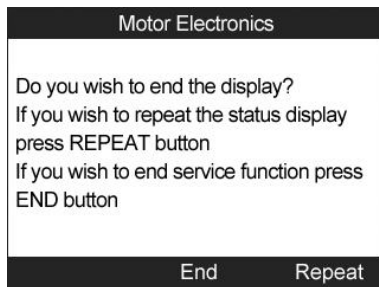 Motor Electronics
Do you wish to end the display?
If you wish to repeat the status display
press REPEAT button
If you wish to end service function press
END button
End Repeat